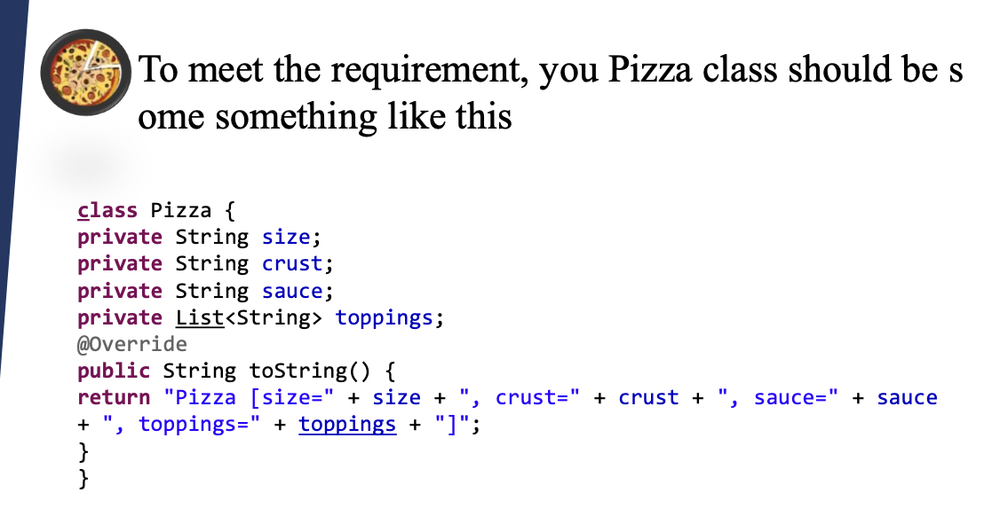 To meet the requirement, you Pizza class should be s
ome something like this
class Pizza {
private String size;
private String crust;
private String sauce;
private List<String> toppings;
@Override
public String toString() {
return "Pizza [size=" + size + ", crust=" + crust + ", sauce=" + sauce
+ ", toppings=" + toppings + "]";
}
}